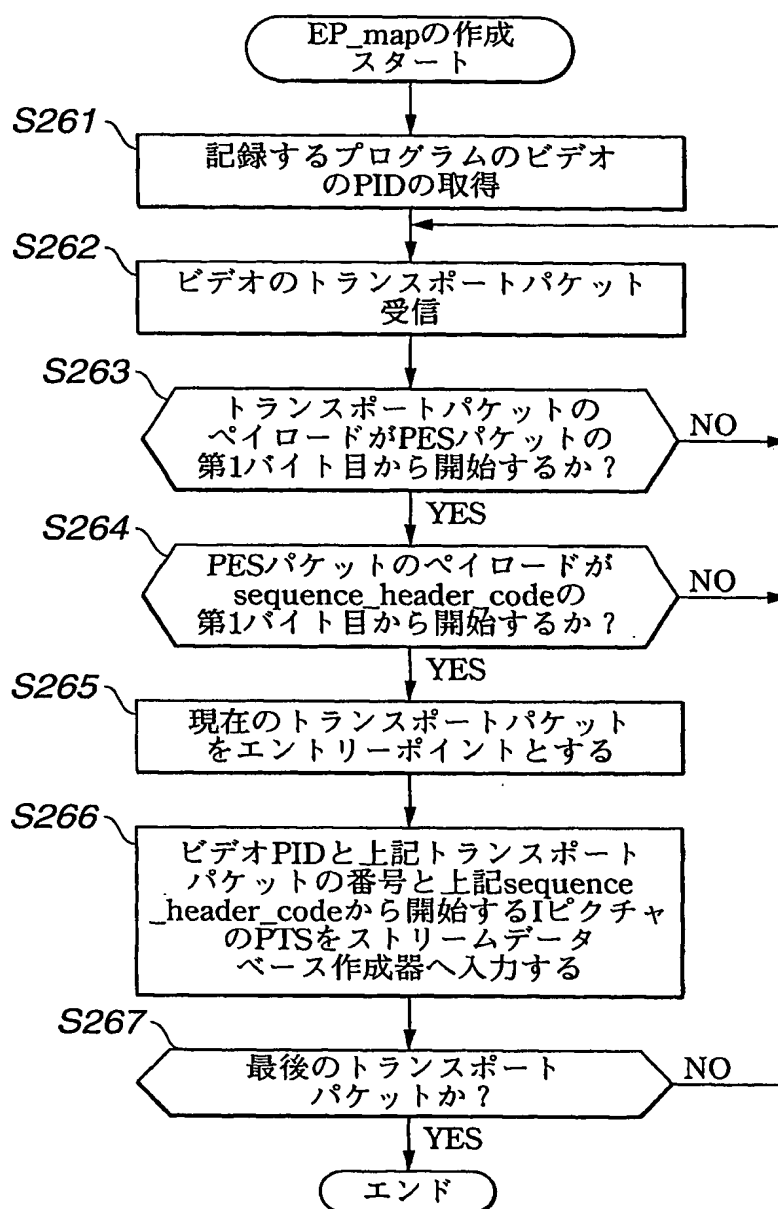 EP_mapの作成
スタート
S261
記録するプログラムのビデオ
のPIDの取得
S262
ビデオのトランスポートパケット
受信
S263
トランスポートパケットの
ペイロードがPESパケットの
第1バイト目から開始するか？
NO
YES
S264
PESパケットのペイロードが
sequence_header_codeの
第1バイト目から開始するか？
NO
YES
S265
現在のトランスポートパケット
をエントリーポイントとする
S266
ビデオPIDと上記トランスポート
パケットの番号と上記sequence
_header_codeから開始するIピクチャ
のPTSをストリームデータ
ベース作成器へ入力する
S267
最後のトランスポート
パケットか？
NO
YES
エンド